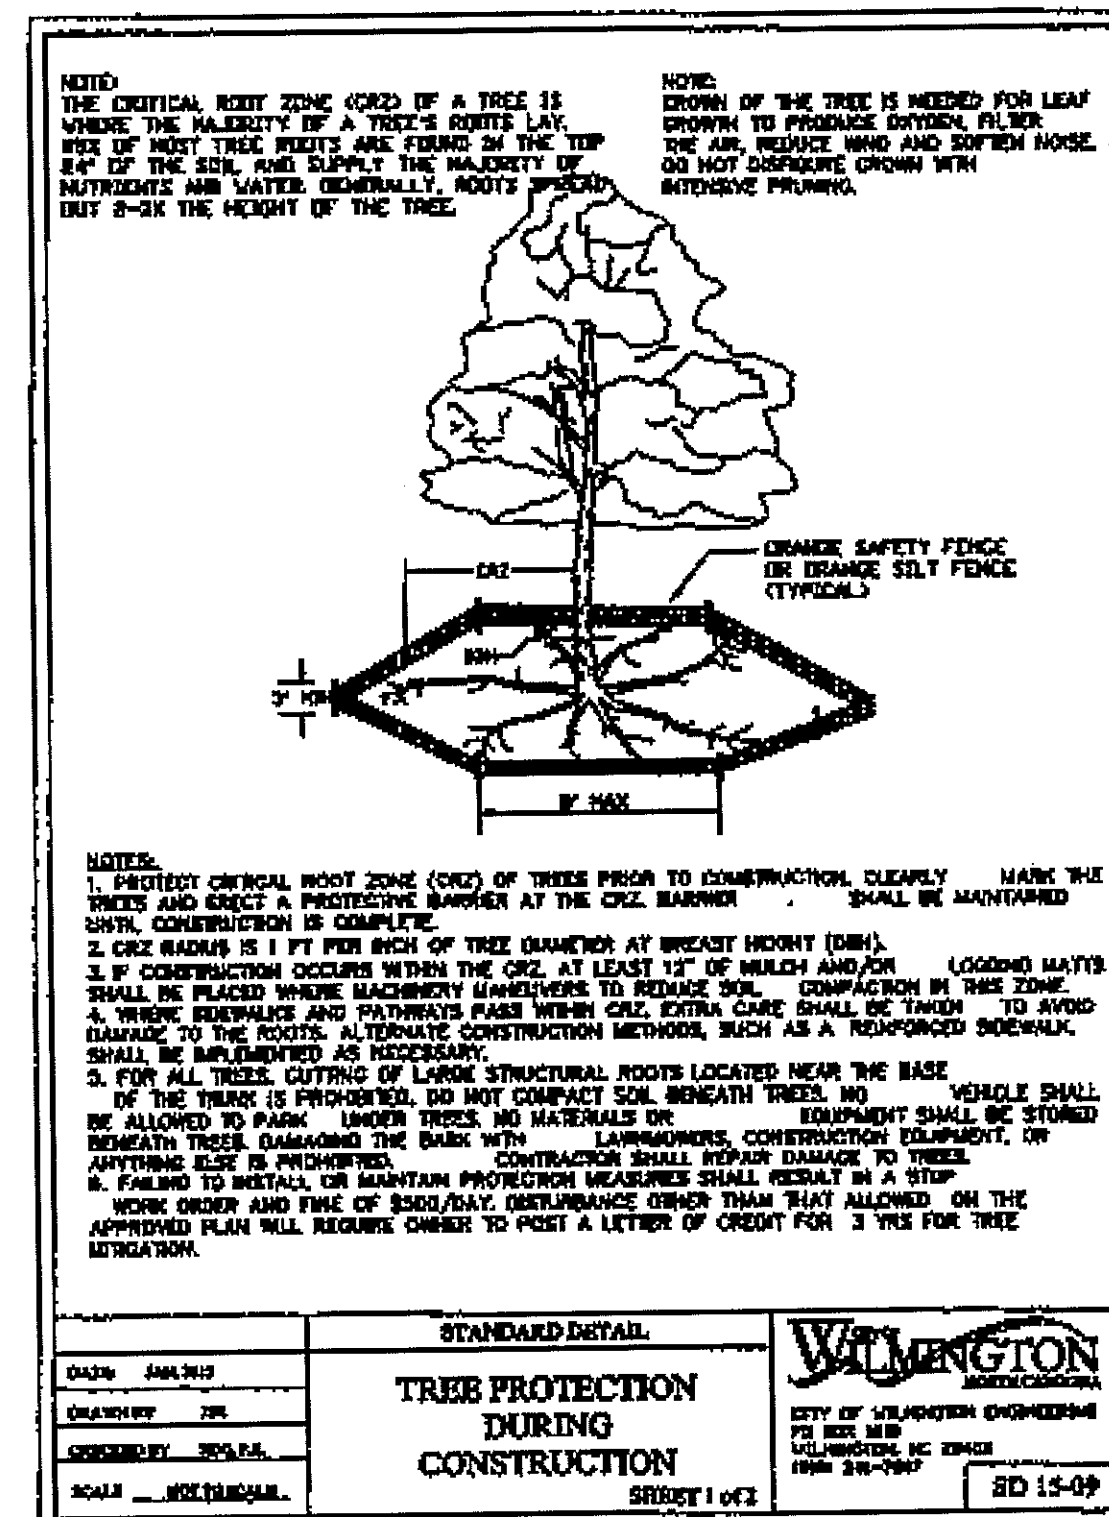 NOTE:
THE CRITICAL ROOT ZONE (CRZ) OF A TREE IS
WHERE THE MAJORITY OF A TREE'S ROOTS LAY.
OF MOST TREE ROOTS ARE FOUND IN THE TOP
24" OF THE SOIL, AND SUPPLY THE MAJORITY OF
NUTRIENTS AND WATER. GENERALLY, ROOTS SPREAD
OUT 2-3X THE HEIGHT OF THE TREE.
NOTE:
CROWN OF THE TREE IS NEEDED FOR LEAF
GROWTH TO PRODUCE OXYGEN, FILTER
THE AIR, REDUCE WIND AND SOFTEN NOISE.
DO NOT DISFIGURE CROWN WITH
INTENSIVE PRUNING.
ORANGE SAFETY FENCE
OR ORANGE SILT FENCE
(TYPICAL)
CRZ
DBH
3' MIN
8' MAX
NOTES:
1. PROTECT CRITICAL ROOT ZONE (CRZ) OF TREES PRIOR TO CONSTRUCTION. CLEARLY MARK THE
TREES AND ERECT A PROTECTIVE BARRIER AT THE CRZ. BARRIER SHALL BE MAINTAINED
UNTIL CONSTRUCTION IS COMPLETE.
2. CRZ RADIUS IS 1 FT PER INCH OF TREE DIAMETER AT BREAST HEIGHT (DBH).
3. IF CONSTRUCTION OCCURS WITHIN THE CRZ, AT LEAST 12" OF MULCH AND/OR LOGGING MATTS
SHALL BE PLACED WHERE MACHINERY MANEUVERS TO REDUCE SOIL COMPACTION IN THIS ZONE.
4. WHERE SIDEWALKS AND PATHWAYS PASS WITHIN CRZ, EXTRA CARE SHALL BE TAKEN TO AVOID
DAMAGE TO THE ROOTS. ALTERNATE CONSTRUCTION METHODS, SUCH AS A REINFORCED SIDEWALK,
SHALL BE IMPLEMENTED AS NECESSARY.
5. FOR ALL TREES, CUTTING OF LARGE STRUCTURAL ROOTS LOCATED NEAR THE BASE
OF THE TRUNK IS PROHIBITED. DO NOT COMPACT SOIL BENEATH TREES. NO VEHICLE SHALL
BE ALLOWED TO PARK UNDER TREES. NO MATERIALS OR EQUIPMENT SHALL BE STORED
BENEATH TREES. DAMAGING THE BARK WITH LAWNMOWERS, CONSTRUCTION EQUIPMENT, OR
ANYTHING ELSE IS PROHIBITED. CONTRACTOR SHALL REPAIR DAMAGE TO TREES.
6. FAILING TO INSTALL OR MAINTAIN PROTECTION MEASURES SHALL RESULT IN A STOP
WORK ORDER AND FINE OF $500/DAY. DISTURBANCE OTHER THAN THAT ALLOWED ON THE
APPROVED PLAN WILL REQUIRE OWNER TO POST A LETTER OF CREDIT FOR 3 YRS FOR TREE
MITIGATION.
STANDARD DETAIL
TREE PROTECTION
DURING
CONSTRUCTION
SHEET 1 of 2
DATE:
DRAWN BY
CHECKED BY
SCALE NOT TO SCALE
WILMINGTON
NORTH CAROLINA
CITY OF WILMINGTON ENGINEERING
PO BOX
WILMINGTON, NC
SD 15-09